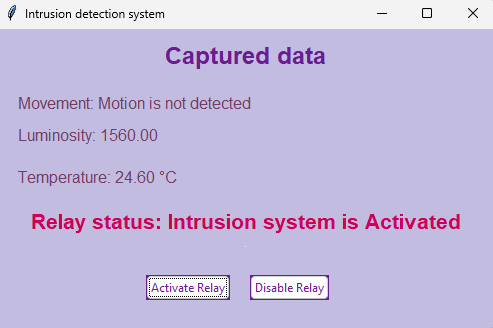 Intrusion detection system
Captured data
Movement: Motion is not detected
Luminosity: 1560.00
Temperature: 24.60 °C
Relay status: Intrusion system is Activated
Activate Relay Disable Relay